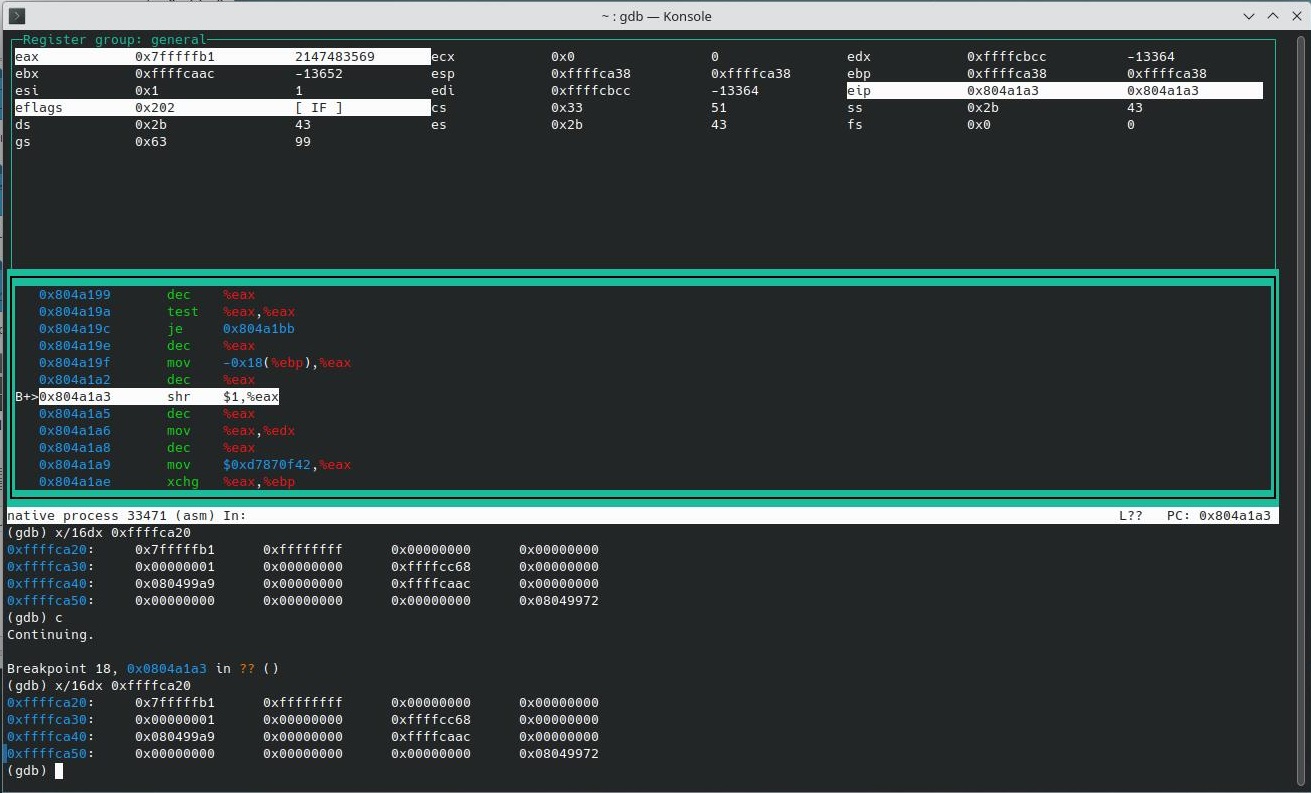 ~ : gdb — Konsole
Register group: general
eax 0x7fffffb1 2147483569 ecx 0x0 0 edx 0xffffcbcc -13364
ebx 0xffffcaac -13652 esp 0xffffca38 0xffffca38 ebp 0xffffca38 0xffffca38
esi 0x1 1 edi 0xffffcbcc -13364 eip 0x804a1a3 0x804a1a3
eflags 0x202 [ IF ] cs 0x33 51 ss 0x2b 43
ds 0x2b 43 es 0x2b 43 fs 0x0 0
gs 0x63 99
0x804a199 dec %eax
0x804a19a test %eax,%eax
0x804a19c je 0x804a1bb
0x804a19e dec %eax
0x804a19f mov -0x18(%ebp),%eax
0x804a1a2 dec %eax
B+>0x804a1a3 shr $1,%eax
0x804a1a5 dec %eax
0x804a1a6 mov %eax,%edx
0x804a1a8 dec %eax
0x804a1a9 mov $0xd7870f42,%eax
0x804a1ae xchg %eax,%ebp
native process 33471 (asm) In: L?? PC: 0x804a1a3
(gdb) x/16dx 0xffffca20
0xffffca20: 0x7fffffb1 0xffffffff 0x00000000 0x00000000
0xffffca30: 0x00000001 0x00000000 0xffffcc68 0x00000000
0xffffca40: 0x080499a9 0x00000000 0xffffcaac 0x00000000
0xffffca50: 0x00000000 0x00000000 0x00000000 0x08049972
(gdb) c
Continuing.
Breakpoint 18, 0x0804a1a3 in ?? ()
(gdb) x/16dx 0xffffca20
0xffffca20: 0x7fffffb1 0xffffffff 0x00000000 0x00000000
0xffffca30: 0x00000001 0x00000000 0xffffcc68 0x00000000
0xffffca40: 0x080499a9 0x00000000 0xffffcaac 0x00000000
0xffffca50: 0x00000000 0x00000000 0x00000000 0x08049972
(gdb)